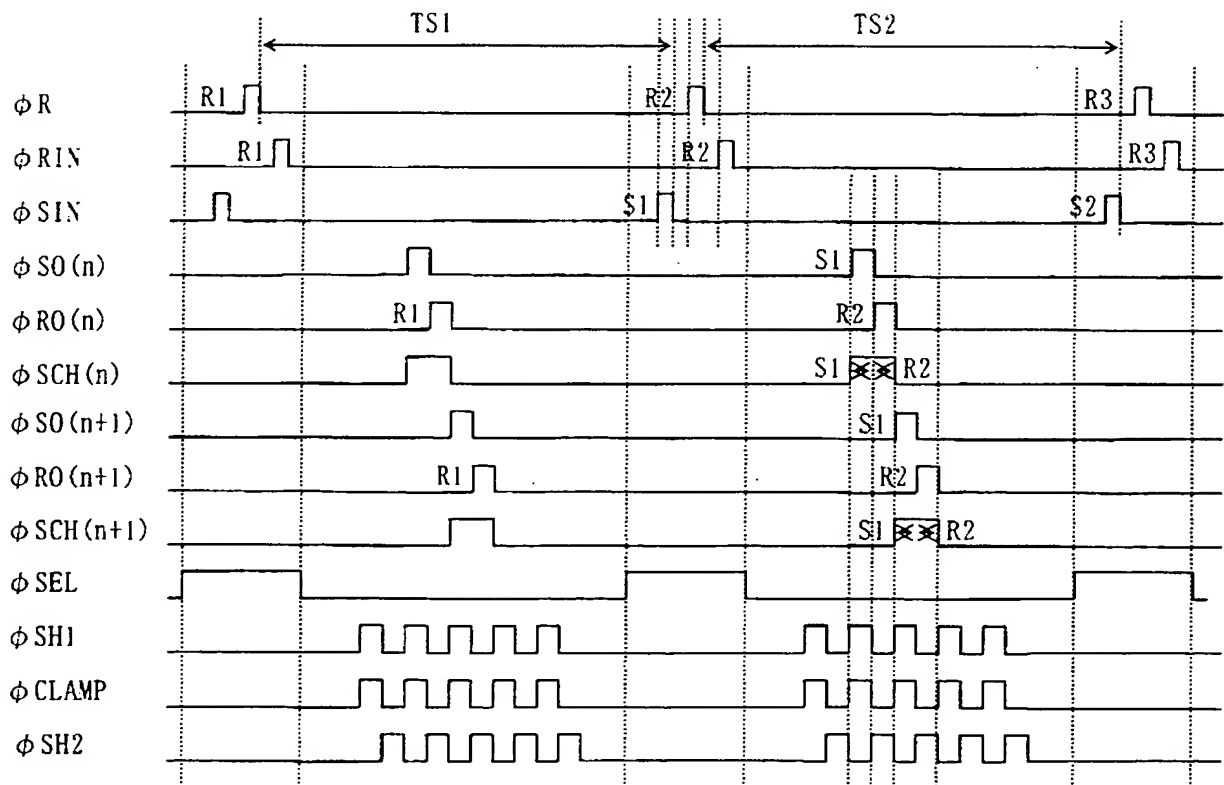 TS1 TS2
φR R1 R2 R3
φRIN R1 R2 R3
φSIN S1 S2
φSO(n) S1
φRO(n) R1 R2
φSCH(n) S1 R2
φSO(n+1) S1
φRO(n+1) R1 R2
φSCH(n+1) S1 R2
φSEL
φSH1
φCLAMP
φSH2